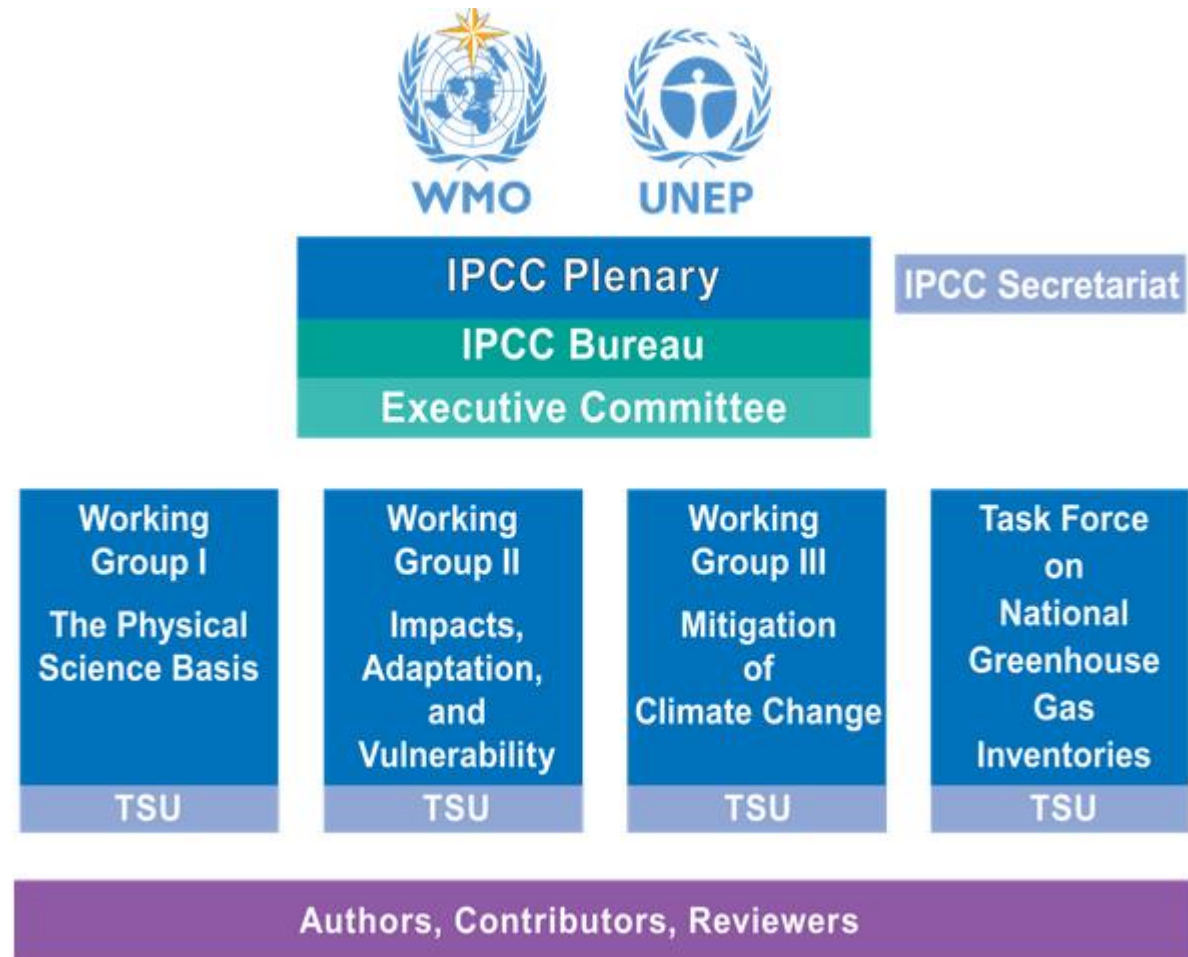 WMO
UNEP
IPCC Plenary
IPCC Secretariat
IPCC Bureau
Executive Committee
Working
Group I
The Physical
Science Basis
TSU
Working
Group II
Impacts,
Adaptation,
and
Vulnerability
TSU
Working
Group III
Mitigation
of
Climate Change
TSU
Task Force
on
National
Greenhouse
Gas
Inventories
TSU
Authors, Contributors, Reviewers